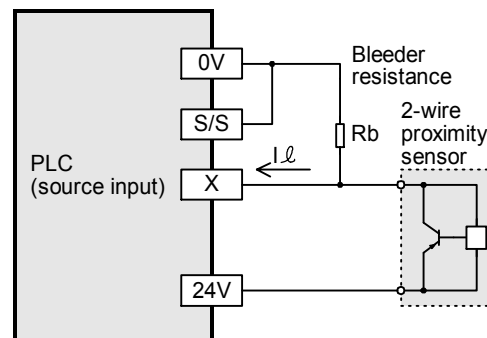 0V
Bleeder
resistance
S/S
Rb
2-wire
proximity
sensor
PLC
(source input)
Iℓ
X
24V